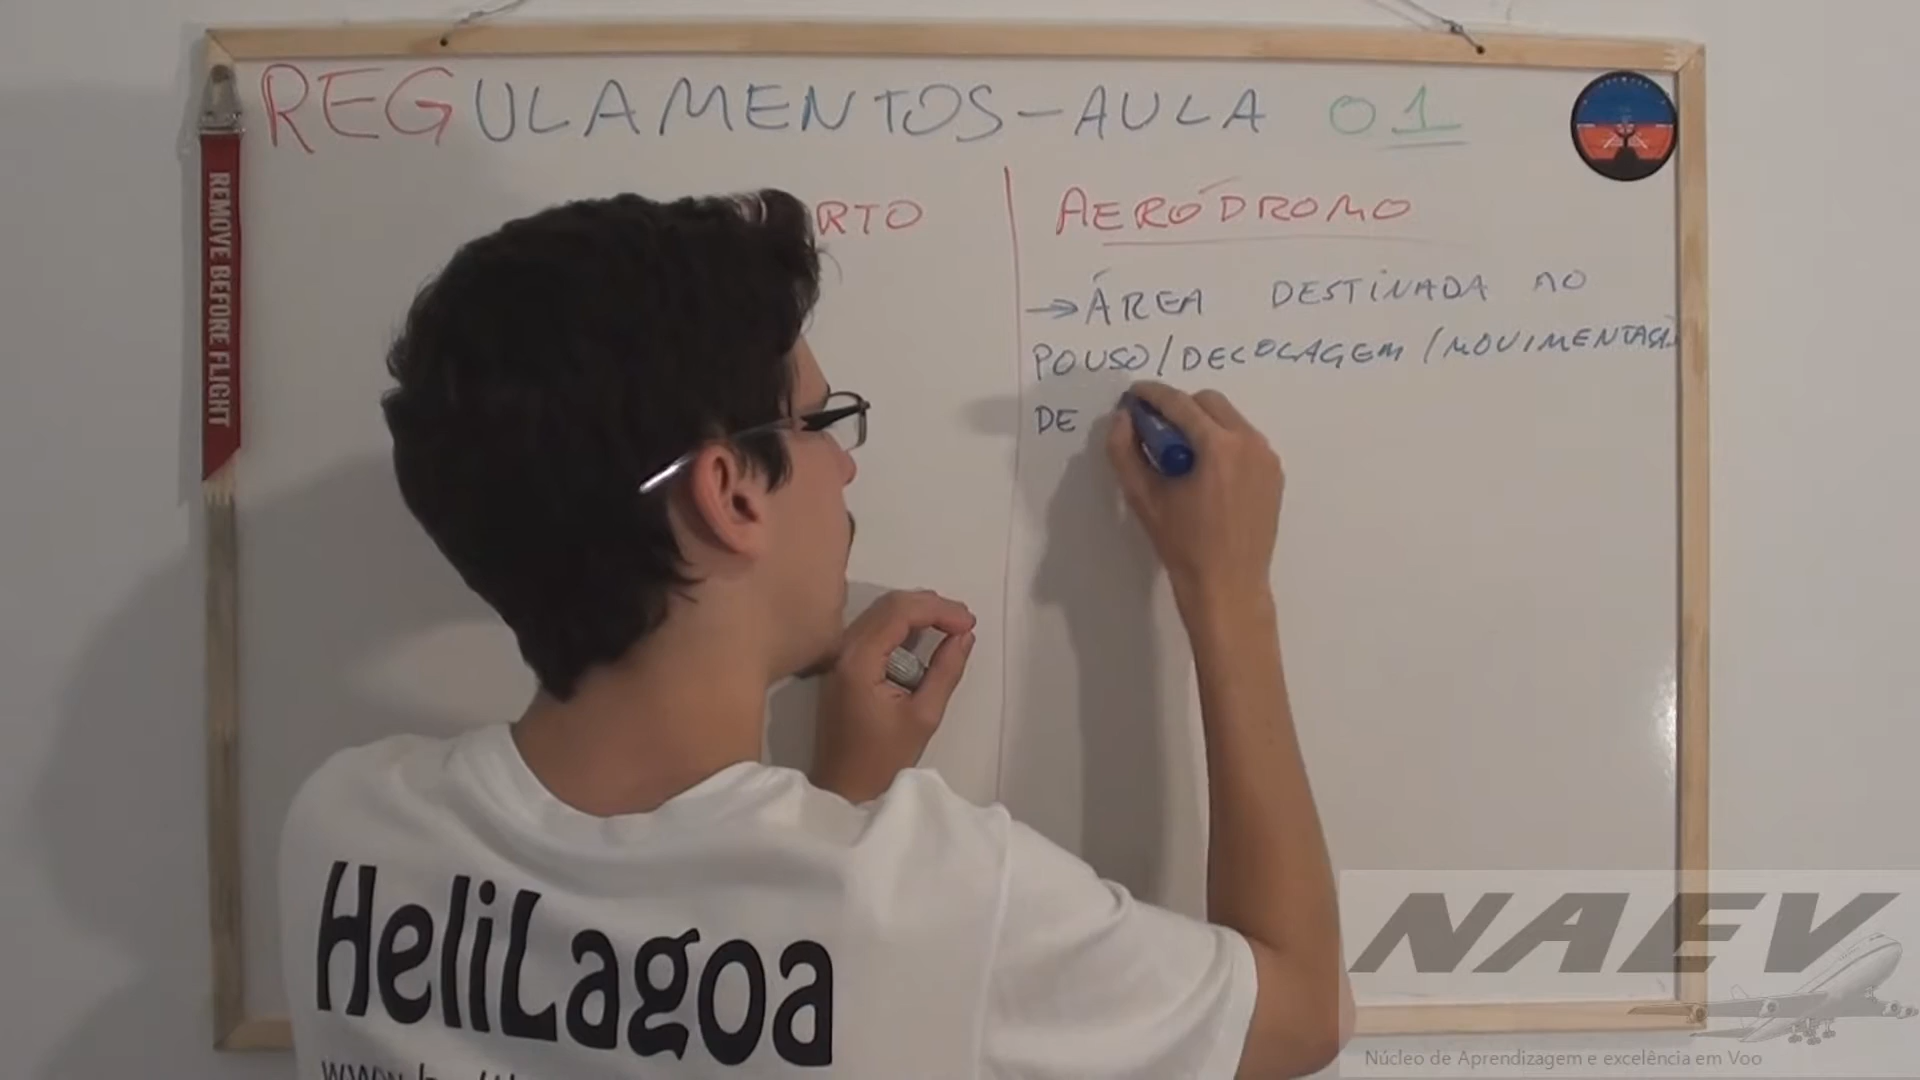 REGULAMENTOS-AULA 01
REMOVE BEFORE FLIGHT
RTO
AERÓDROMO
→ÁREA DESTINADA AO
POUSO/DECOLAGEM/MOVIMENTAÇÃO
DE
HeliLagoa
NAEV
Núcleo de Aprendizagem e excelência em Voo